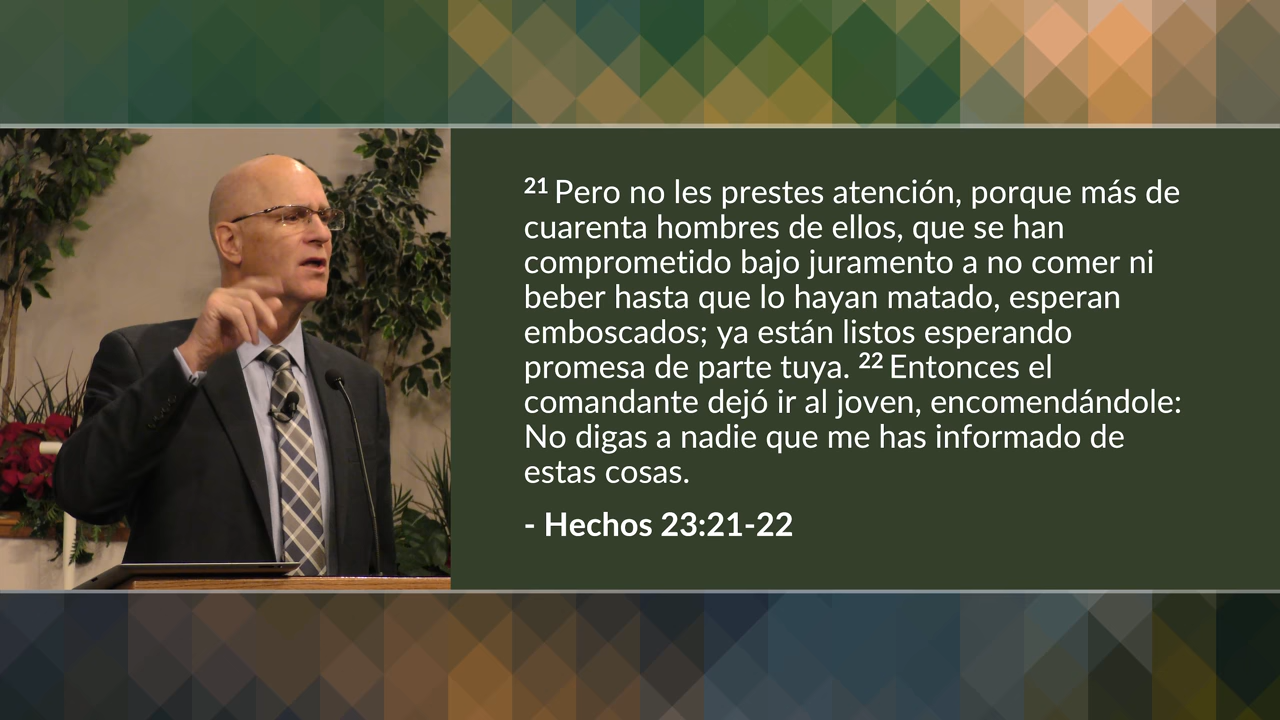 21 Pero no les prestes atención, porque más de
cuarenta hombres de ellos, que se han
comprometido bajo juramento a no comer ni
beber hasta que lo hayan matado, esperan
emboscados; ya están listos esperando
promesa de parte tuya. 22 Entonces el
comandante dejó ir al joven, encomendándole:
No digas a nadie que me has informado de
estas cosas.
- Hechos 23:21-22